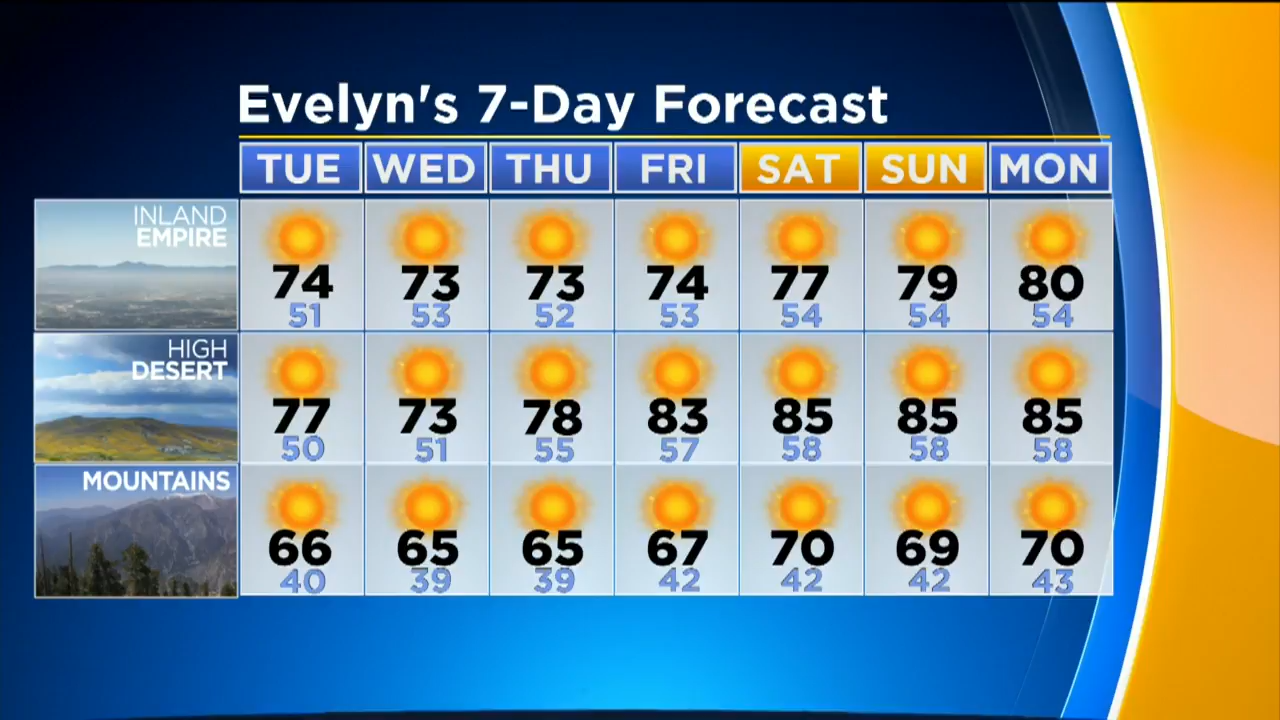 Evelyn's 7-Day Forecast
TUE WED THU FRI SAT SUN MON
INLAND
EMPIRE
74 73 73 74 77 79 80
51 53 52 53 54 54 54
HIGH
DESERT
77 73 78 83 85 85 85
50 51 55 57 58 58 58
MOUNTAINS
66 65 65 67 70 69 70
40 39 39 42 42 42 43